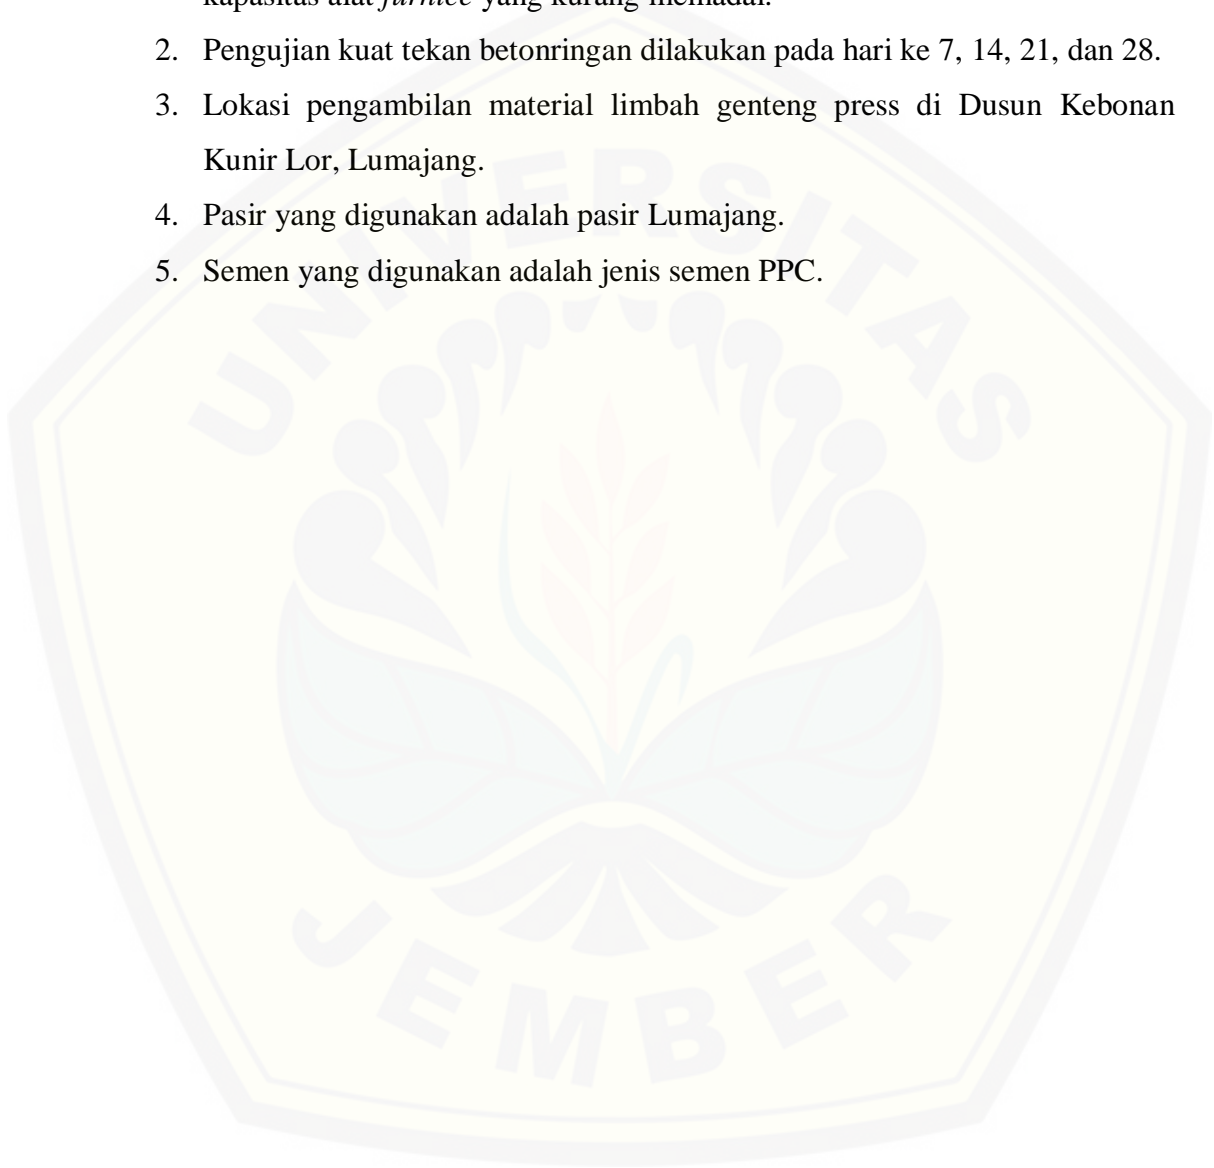 kapasitas alat furnice yang kurang memadai.
2. Pengujian kuat tekan betonringan dilakukan pada hari ke 7, 14, 21, dan 28.
3. Lokasi pengambilan material limbah genteng press di Dusun Kebonan
Kunir Lor, Lumajang.
4. Pasir yang digunakan adalah pasir Lumajang.
5. Semen yang digunakan adalah jenis semen PPC.
UNIVERSITAS
JEMBER